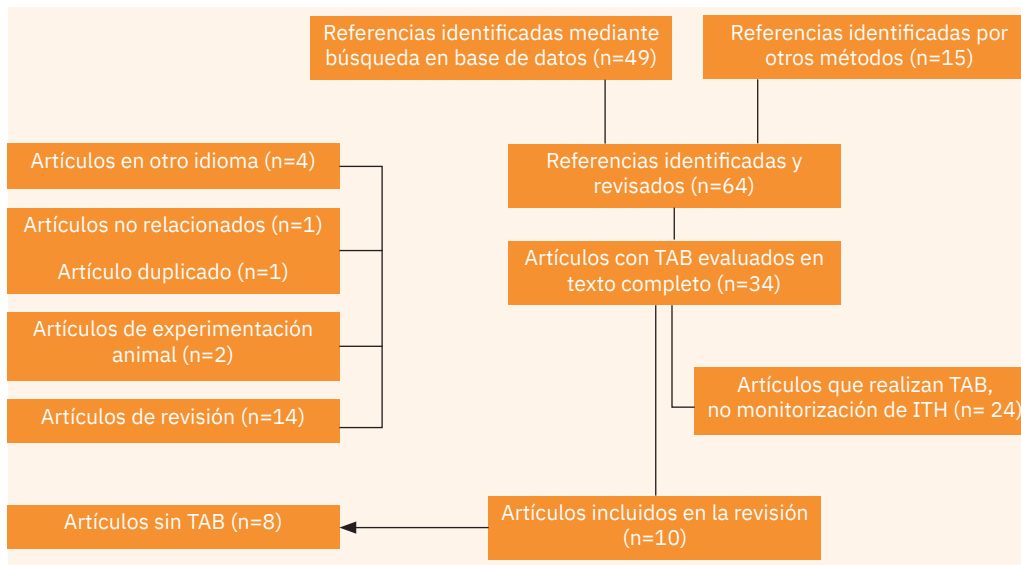 Referencias identificadas mediante
búsqueda en base de datos (n=49)
Referencias identificadas por
otros métodos (n=15)
Artículos en otro idioma (n=4)
Referencias identificadas y
revisados (n=64)
Artículos no relacionados (n=1)
Artículo duplicado (n=1)
Artículos con TAB evaluados en
texto completo (n=34)
Artículos de experimentación
animal (n=2)
Artículos que realizan TAB,
no monitorización de ITH (n= 24)
Artículos de revisión (n=14)
Artículos sin TAB (n=8)
Artículos incluidos en la revisión
(n=10)